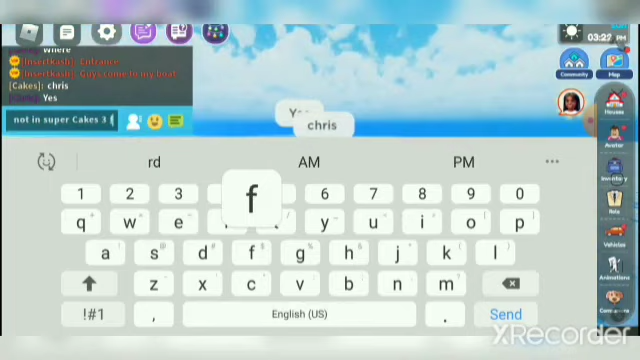 Where
[Insertkash]: Entrance
[Insertkash]: Guys come to my boat
[Cakes]: chris
Yes
not in super Cakes 3 f
chris
03:22 PM
Community
Map
Houses
Avatar
Inventory
Role
Vehicles
Animations
rd AM PM
1 2 3 6 7 8 9 0
f
q w e y u i o p
a s d f g h j k l
z x c v b n m
!#1 , English (US) . Send
XRecorder